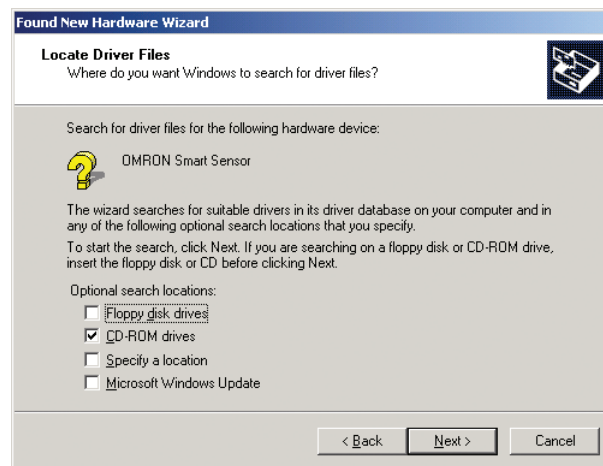 Found New Hardware Wizard
Locate Driver Files
Where do you want Windows to search for driver files?
Search for driver files for the following hardware device:
OMRON Smart Sensor
The wizard searches for suitable drivers in its driver database on your computer and in
any of the following optional search locations that you specify.
To start the search, click Next. If you are searching on a floppy disk or CD-ROM drive,
insert the floppy disk or CD before clicking Next.
Optional search locations:
Floppy disk drives
CD-ROM drives
Specify a location
Microsoft Windows Update
< Back Next > Cancel